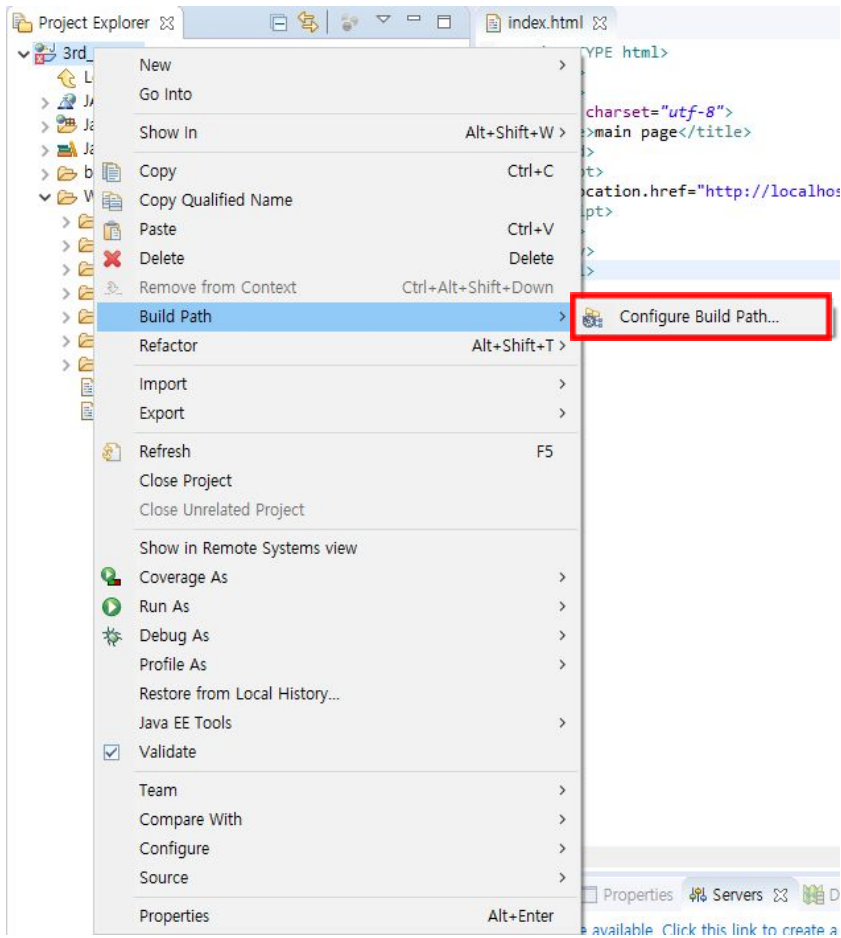 Project Explorer
index.html
3rd_
YPE html>
New
Go Into
charset="utf-8">
Show In Alt+Shift+W >
>main page</title>
Copy Ctrl+C
Copy Qualified Name
ocation.href="http://localhos
Paste Ctrl+V
Delete Delete
Remove from Context Ctrl+Alt+Shift+Down
Build Path
Configure Build Path...
Refactor Alt+Shift+T >
Import
Export
Refresh F5
Close Project
Close Unrelated Project
Show in Remote Systems view
Coverage As
Run As
Debug As
Profile As
Restore from Local History...
Java EE Tools
Validate
Team
Compare With
Configure
Source
Properties Servers D
Properties Alt+Enter
e available. Click this link to create a